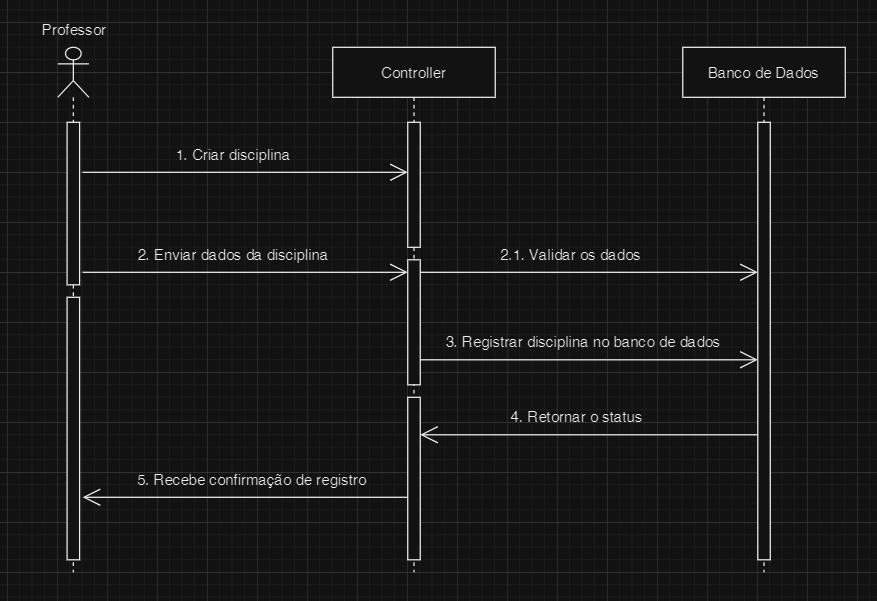 Professor
Controller
Banco de Dados
1. Criar disciplina
2. Enviar dados da disciplina
2.1. Validar os dados
3. Registrar disciplina no banco de dados
4. Retornar o status
5. Recebe confirmação de registro